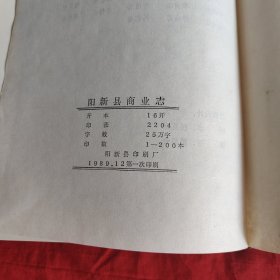 阳新县商业志
开 本 16开
印 张 2204
字 数 25万字
印 数 1—200本
阳新县印刷厂
1989.12第一次印刷